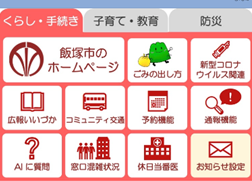 くらし・手続き
子育て・教育
防災
飯塚市の
ホームページ
ごみの出し方
新型コロナ
ウイルス関連
広報いいづか
コミュニティ交通
予約機能
通報機能
AIに質問
窓口混雑状況
休日当番医
お知らせ設定